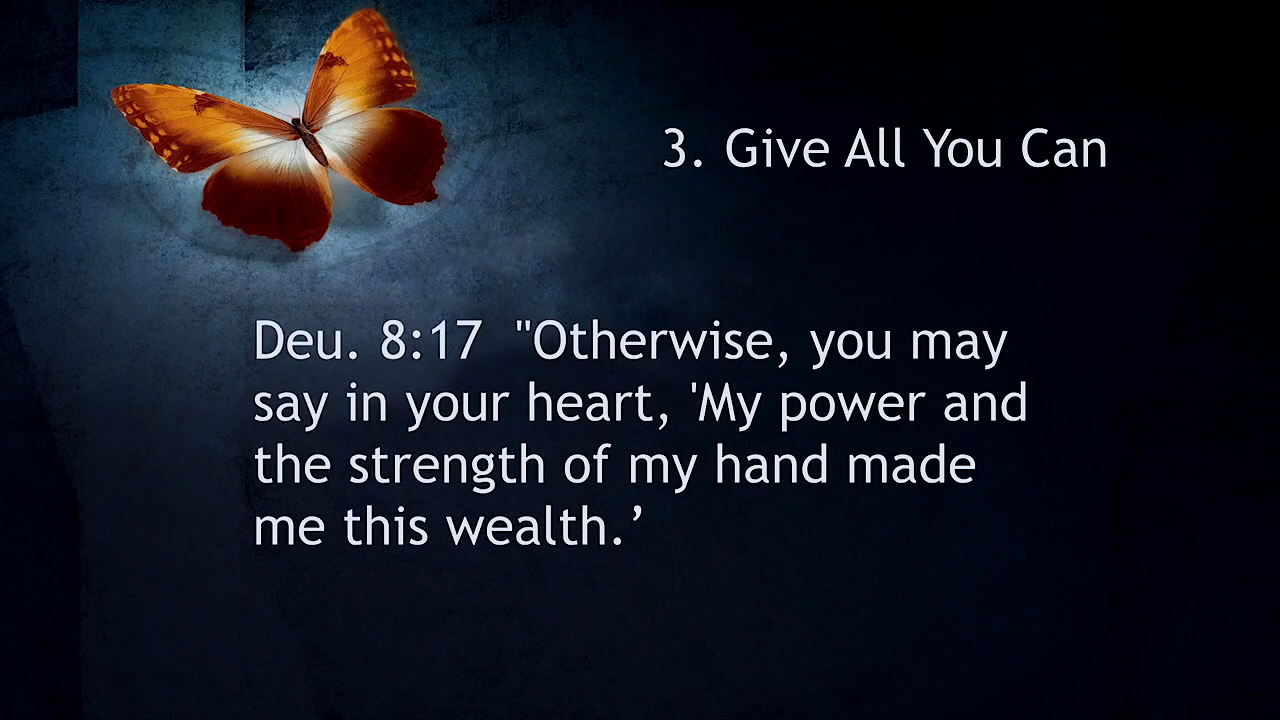 3. Give All You Can
Deu. 8:17  "Otherwise, you may
say in your heart, 'My power and
the strength of my hand made
me this wealth.’